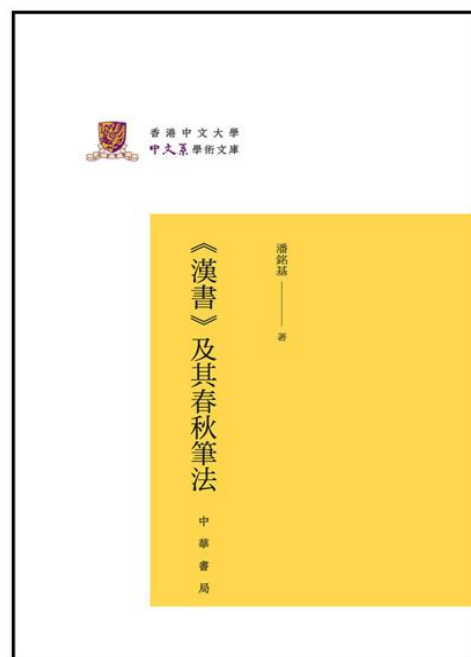 香港中文大學
中文系學術文庫
潘銘基 著
《漢書》及其春秋筆法
中華書局